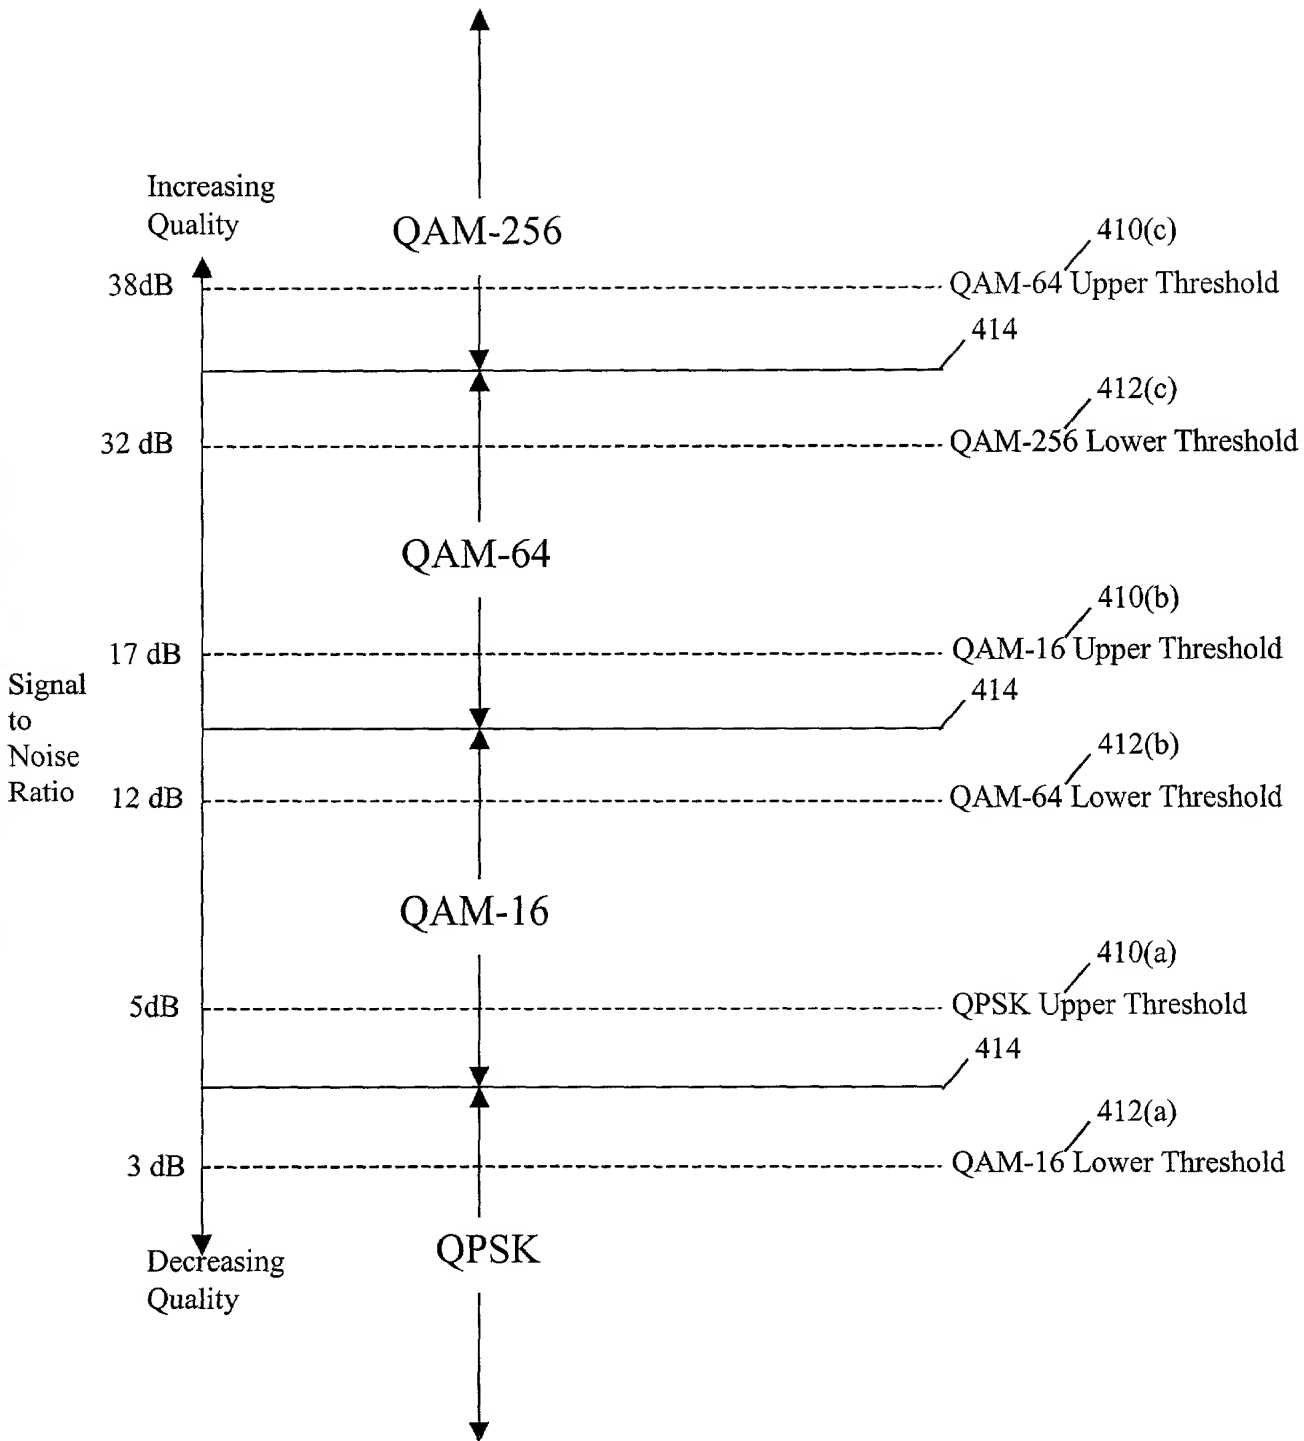 Increasing
Quality
QAM-256
410(c)
38dB
QAM-64 Upper Threshold
414
412(c)
32 dB
QAM-256 Lower Threshold
QAM-64
410(b)
17 dB
QAM-16 Upper Threshold
Signal
to
Noise
Ratio
414
412(b)
12 dB
QAM-64 Lower Threshold
QAM-16
410(a)
5dB
QPSK Upper Threshold
414
412(a)
3 dB
QAM-16 Lower Threshold
QPSK
Decreasing
Quality